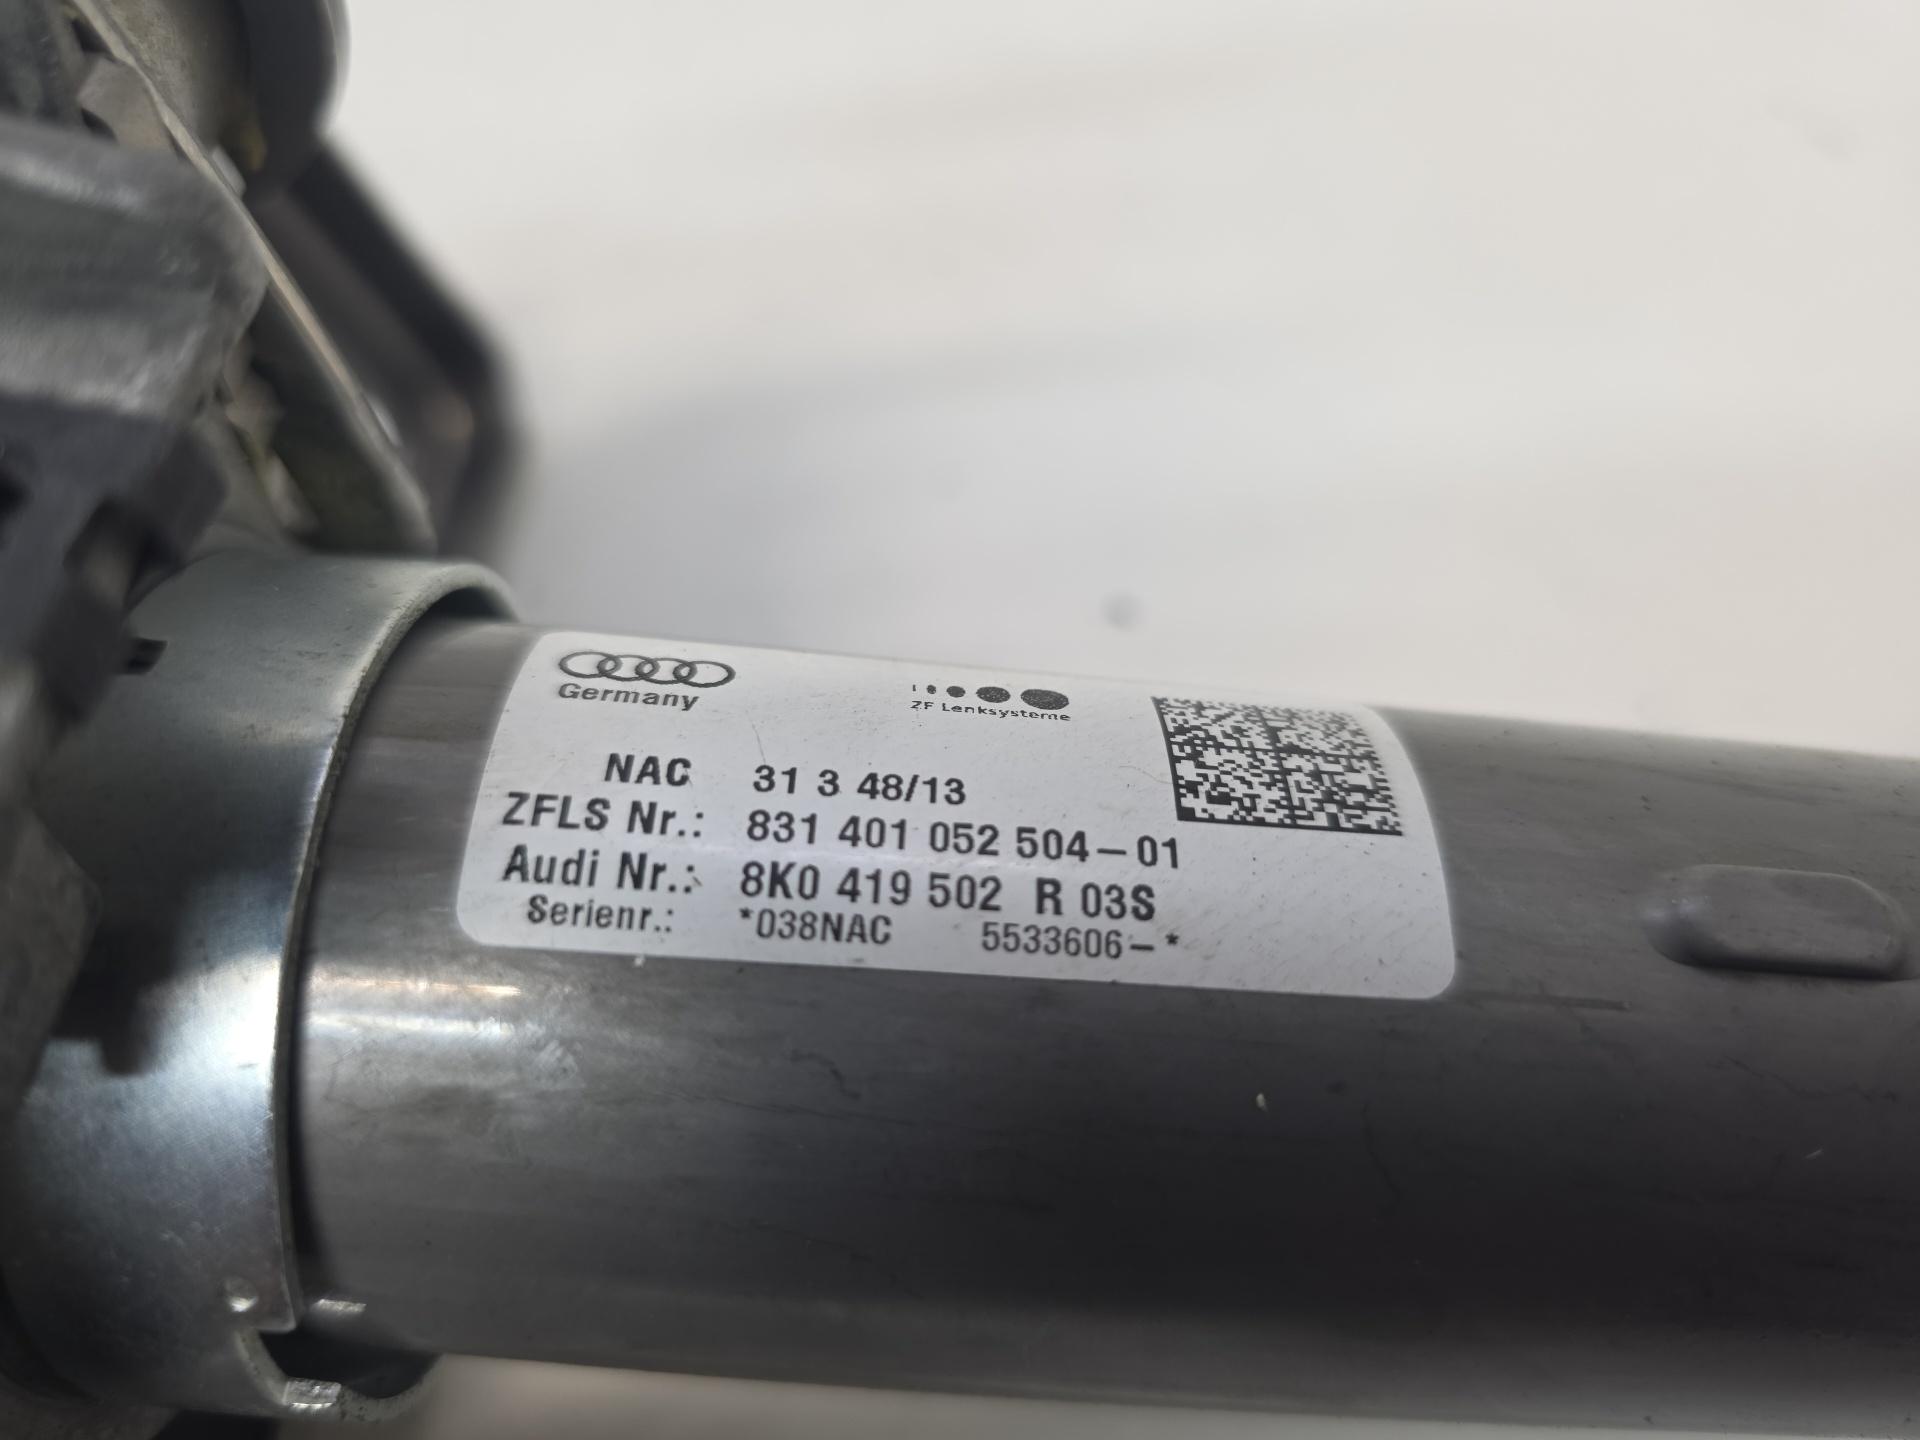 Germany
ZF Lenksysteme
NAC 31 3 48/13
ZFLS Nr.: 831 401 052 504-01
Audi Nr.: 8K0 419 502 R 03S
Serienr.: *038NAC 5533606-*